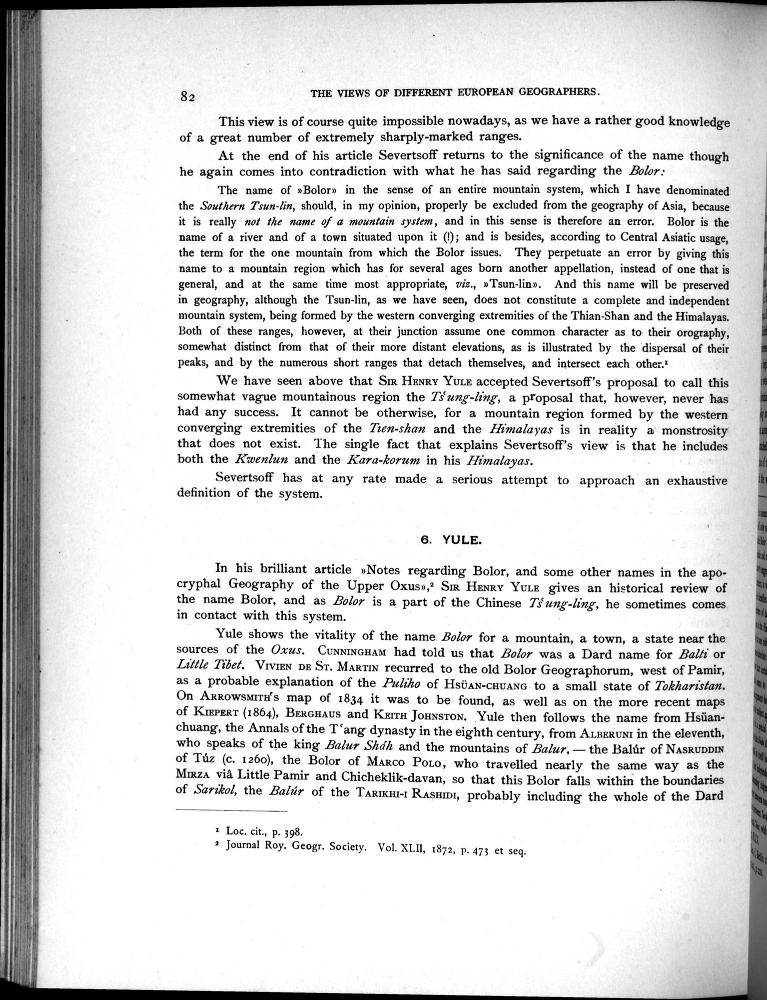 82
THE VIEWS OF DIFFERENT EUROPEAN GEOGRAPHERS.
This view is of course quite impossible nowadays, as we have a rather good knowledge
of a great number of extremely sharply-marked ranges.
At the end of his article Severtsoff returns to the significance of the name though
he again comes into contradiction with what he has said regarding the Bolor:
The name of »Bolor» in the sense of an entire mountain system, which I have denominated
the Southern Tsun-lin, should, in my opinion, properly be excluded from the geography of Asia, because
it is really not the name of a mountain system, and in this sense is therefore an error. Bolor is the
name of a river and of a town situated upon it (!); and is besides, according to Central Asiatic usage,
the term for the one mountain from which the Bolor issues. They perpetuate an error by giving this
name to a mountain region which has for several ages born another appellation, instead of one that is
general, and at the same time most appropriate, viz., »Tsun-lin». And this name will be preserved
in geography, although the Tsun-lin, as we have seen, does not constitute a complete and independent
mountain system, being formed by the western converging extremities of the Thian-Shan and the Himalayas.
Both of these ranges, however, at their junction assume one common character as to their orography,
somewhat distinct from that of their more distant elevations, as is illustrated by the dispersal of their
peaks, and by the numerous short ranges that detach themselves, and intersect each other.¹
We have seen above that SIR HENRY YULE accepted Severtsoff's proposal to call this
somewhat vague mountainous region the Ts'ung-ling, a proposal that, however, never has
had any success. It cannot be otherwise, for a mountain region formed by the western
converging extremities of the Tien-shan and the Himalayas is in reality a monstrosity
that does not exist. The single fact that explains Severtsoff's view is that he includes
both the Kwenlun and the Kara-korum in his Himalayas.
Severtsoff has at any rate made a serious attempt to approach an exhaustive
definition of the system.
6. YULE.
In his brilliant article »Notes regarding Bolor, and some other names in the apo-
cryphal Geography of the Upper Oxus»,² SIR HENRY YULE gives an historical review of
the name Bolor, and as Bolor is a part of the Chinese Ts'ung-ling, he sometimes comes
in contact with this system.
Yule shows the vitality of the name Bolor for a mountain, a town, a state near the
sources of the Oxus. CUNNINGHAM had told us that Bolor was a Dard name for Balti or
Little Tibet. VIVIEN DE ST. MARTIN recurred to the old Bolor Geographorum, west of Pamir,
as a probable explanation of the Puliho of HSÜAN-CHUANG to a small state of Tokharistan.
On ARROWSMITH's map of 1834 it was to be found, as well as on the more recent maps
of KIEPERT (1864), BERGHAUS and KEITH JOHNSTON. Yule then follows the name from Hsüan-
chuang, the Annals of the T'ang dynasty in the eighth century, from ALBERUNI in the eleventh,
who speaks of the king Balur Sháh and the mountains of Balur, — the Balúr of NASRUDDIN
of Túz (c. 1260), the Bolor of MARCO POLO, who travelled nearly the same way as the
MIRZA viâ Little Pamir and Chicheklik-davan, so that this Bolor falls within the boundaries
of Sarikol, the Balúr of the TARIKHI-I RASHIDI, probably including the whole of the Dard
¹ Loc. cit., p. 398.
² Journal Roy. Geogr. Society. Vol. XLII, 1872, p. 473 et seq.